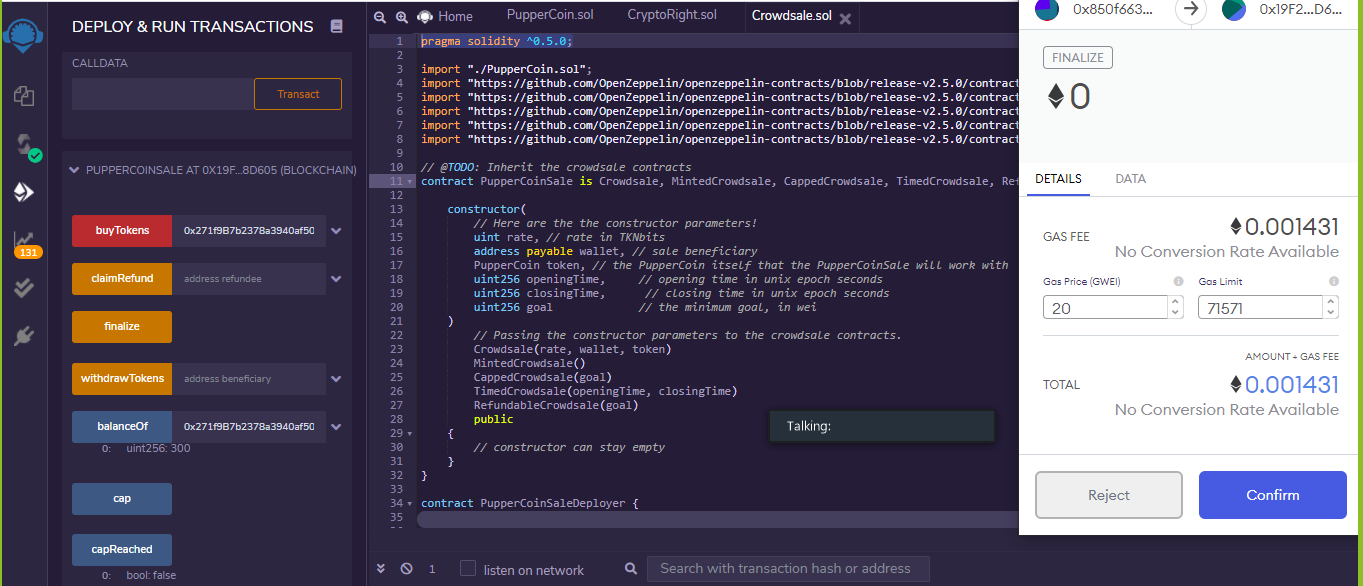 DEPLOY & RUN TRANSACTIONS
CALLDATA
Transact
PUPPERCOINSALE AT 0X19F...8D605 (BLOCKCHAIN)
buyTokens 0x271f9B7b2378a3940af50
claimRefund address refundee
finalize
withdrawTokens address beneficiary
balanceOf 0x271f9B7b2378a3940af50
0: uint256: 300
cap
capReached
0: bool: false
131
Home PupperCoin.sol CryptoRight.sol Crowdsale.sol
1 pragma solidity ^0.5.0;
2
3 import "./PupperCoin.sol";
4 import "https://github.com/OpenZeppelin/openzeppelin-contracts/blob/release-v2.5.0/contract
5 import "https://github.com/OpenZeppelin/openzeppelin-contracts/blob/release-v2.5.0/contract
6 import "https://github.com/OpenZeppelin/openzeppelin-contracts/blob/release-v2.5.0/contract
7 import "https://github.com/OpenZeppelin/openzeppelin-contracts/blob/release-v2.5.0/contract
8 import "https://github.com/OpenZeppelin/openzeppelin-contracts/blob/release-v2.5.0/contract
9
10 // @TODO: Inherit the crowdsale contracts
11 contract PupperCoinSale is Crowdsale, MintedCrowdsale, CappedCrowdsale, TimedCrowdsale, Ref
12
13 constructor(
14 // Here are the the constructor parameters!
15 uint rate, // rate in TKNbits
16 address payable wallet, // sale beneficiary
17 PupperCoin token, // the PupperCoin itself that the PupperCoinSale will work with
18 uint256 openingTime, // opening time in unix epoch seconds
19 uint256 closingTime, // closing time in unix epoch seconds
20 uint256 goal // the minimum goal, in wei
21 )
22 // Passing the constructor parameters to the crowdsale contracts.
23 Crowdsale(rate, wallet, token)
24 MintedCrowdsale()
25 CappedCrowdsale(goal)
26 TimedCrowdsale(openingTime, closingTime)
27 RefundableCrowdsale(goal)
28 public
29 {
30 // constructor can stay empty
31 }
32 }
33
34 contract PupperCoinSaleDeployer {
35
Talking:
1 listen on network Search with transaction hash or address
0x850f663... 0x19F2...D6...
FINALIZE
0
DETAILS DATA
GAS FEE 0.001431
No Conversion Rate Available
Gas Price (GWEI) Gas Limit
20 71571
AMOUNT + GAS FEE
TOTAL 0.001431
No Conversion Rate Available
Reject Confirm